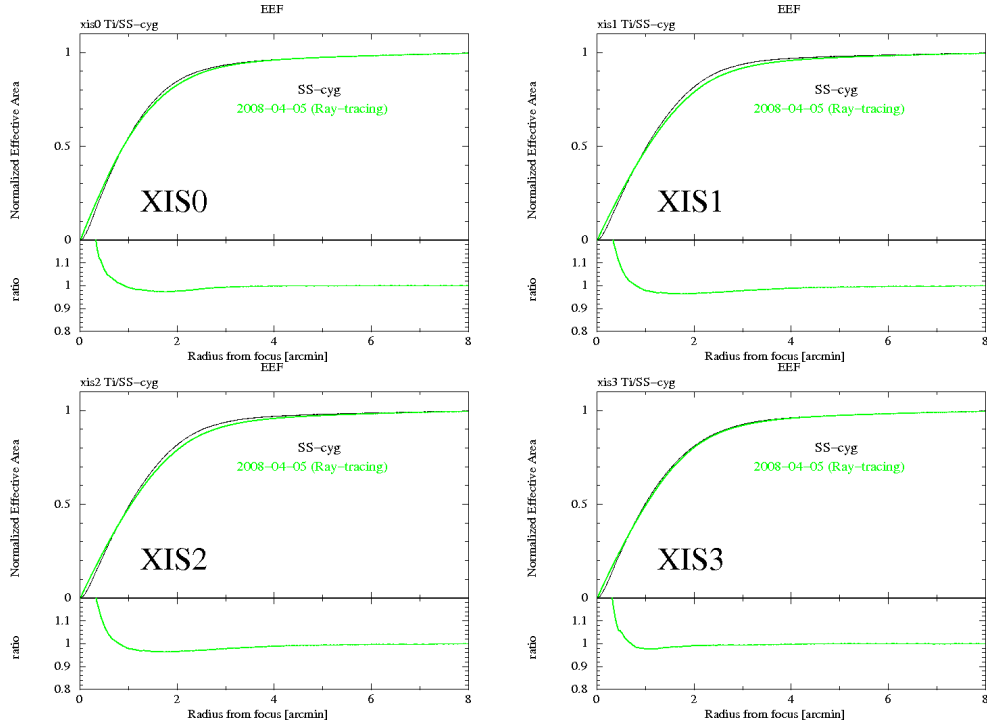 EEF
xis0 Ti/SS-cyg
Normalized Effective Area
1
0.5
0
SS-cyg
2008-04-05 (Ray-tracing)
XIS0
ratio
1.1
1
0.9
0.8
0 2 4 6 8
Radius from focus [arcmin]
EEF
xis1 Ti/SS-cyg
Normalized Effective Area
1
0.5
0
SS-cyg
2008-04-05 (Ray-tracing)
XIS1
ratio
1.1
1
0.9
0.8
0 2 4 6 8
Radius from focus [arcmin]
EEF
xis2 Ti/SS-cyg
Normalized Effective Area
1
0.5
0
SS-cyg
2008-04-05 (Ray-tracing)
XIS2
ratio
1.1
1
0.9
0.8
0 2 4 6 8
Radius from focus [arcmin]
EEF
xis3 Ti/SS-cyg
Normalized Effective Area
1
0.5
0
SS-cyg
2008-04-05 (Ray-tracing)
XIS3
ratio
1.1
1
0.9
0.8
0 2 4 6 8
Radius from focus [arcmin]